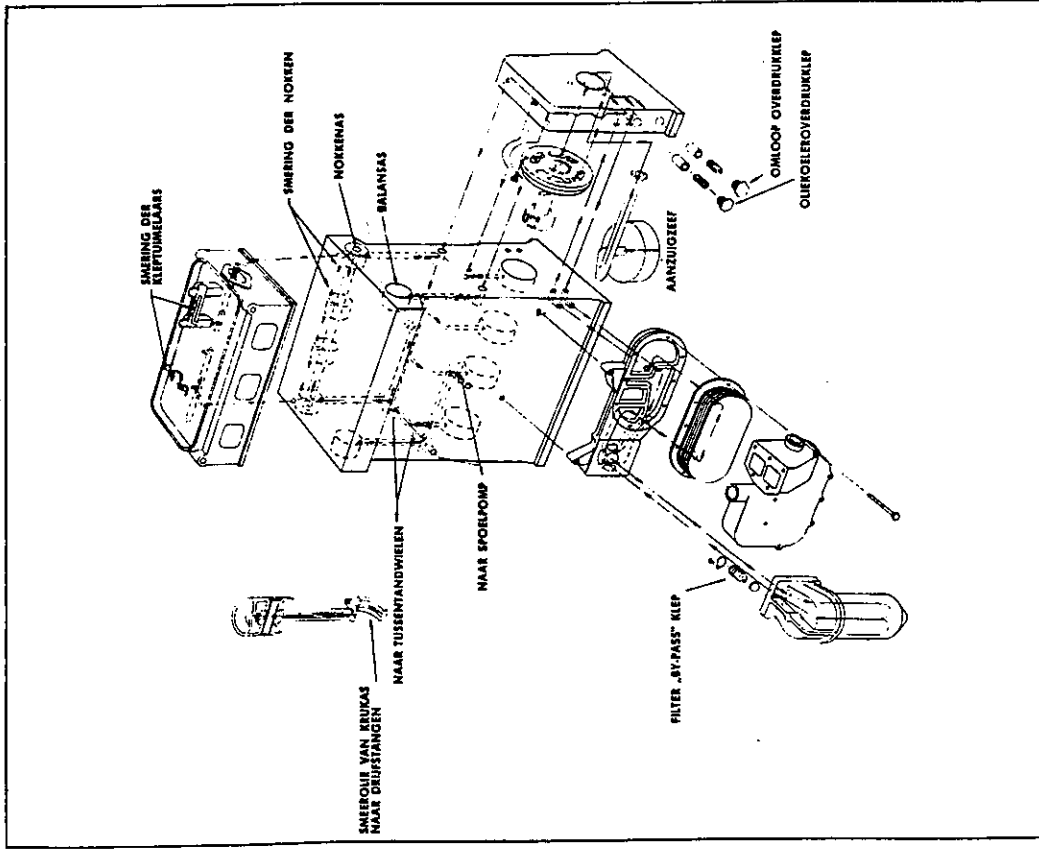 SMERING DER
KLEPTUIMELAARS
SMERING DER NOKKEN
NOKKENAS
BALANSAS
SMEEROLIE VAN KRUKAS
NAAR DRIJFSTANGEN
NAAR TUSSENTANDWIELEN
NAAR SPOELPOMP
FILTER „BY-PASS" KLEP
AANZUIGZEEF
OLIEKOELEROVERDRUKKLEP
OMLOOP OVERDRUKKLEP